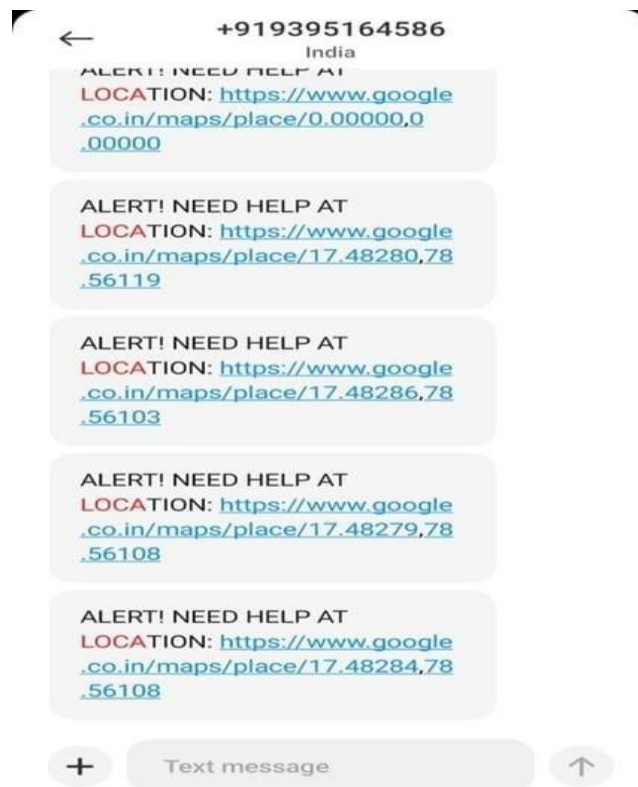 +919395164586
India
ALERT! NEED HELP AT
LOCATION: https://www.google
.co.in/maps/place/0.00000,0
.00000
ALERT! NEED HELP AT
LOCATION: https://www.google
.co.in/maps/place/17.48280,78
.56119
ALERT! NEED HELP AT
LOCATION: https://www.google
.co.in/maps/place/17.48286,78
.56103
ALERT! NEED HELP AT
LOCATION: https://www.google
.co.in/maps/place/17.48279,78
.56108
ALERT! NEED HELP AT
LOCATION: https://www.google
.co.in/maps/place/17.48284,78
.56108
Text message